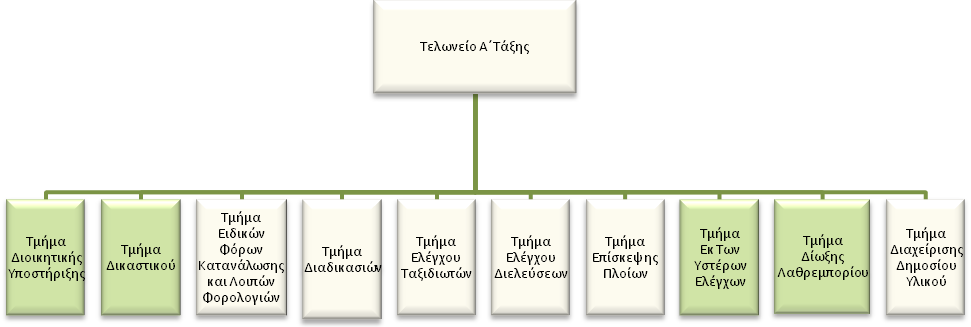 Τελωνείο Α΄Τάξης
Τμήμα
Διοικητικής
Υποστήριξης
Τμήμα
Δικαστικού
Τμήμα
Ειδικών
Φόρων
Κατανάλωσης
και Λοιπών
Φορολογιών
Τμήμα
Διαδικασιών
Τμήμα
Ελέγχου
Ταξιδιωτών
Τμήμα
Ελέγχου
Διελεύσεων
Τμήμα
Επίσκεψης
Πλοίων
Τμήμα
Εκ Των
Υστέρων
Ελέγχων
Τμήμα
Δίωξης
Λαθρεμπορίου
Τμήμα
Διαχείρισης
Δημοσίου
Υλικού